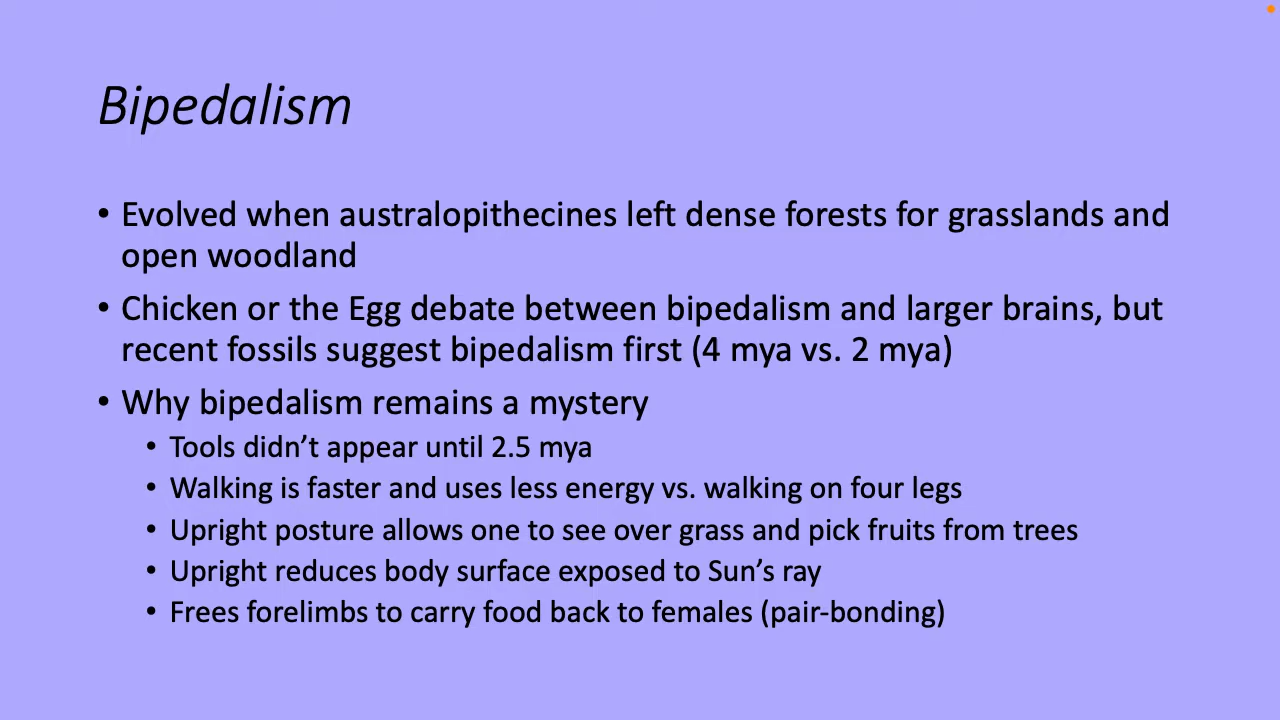 Bipedalism
• Evolved when australopithecines left dense forests for grasslands and
open woodland
• Chicken or the Egg debate between bipedalism and larger brains, but
recent fossils suggest bipedalism first (4 mya vs. 2 mya)
• Why bipedalism remains a mystery
• Tools didn’t appear until 2.5 mya
• Walking is faster and uses less energy vs. walking on four legs
• Upright posture allows one to see over grass and pick fruits from trees
• Upright reduces body surface exposed to Sun’s ray
• Frees forelimbs to carry food back to females (pair-bonding)